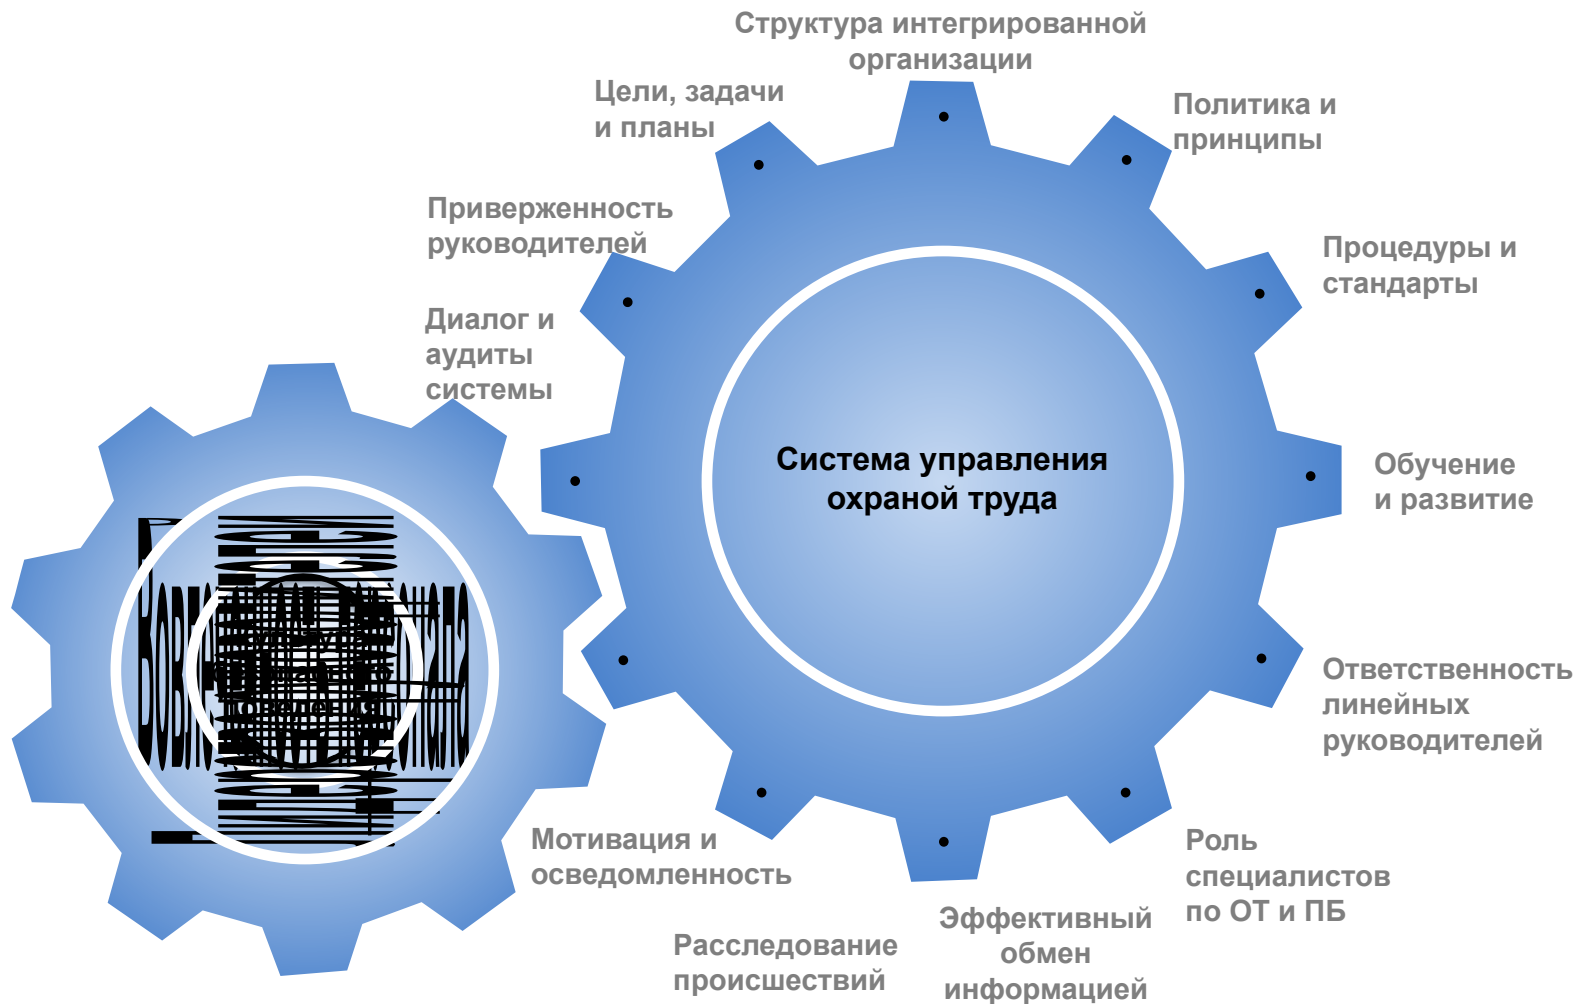 Структура интегрированной
организации
Цели, задачи
и планы
Политика и
принципы
Приверженность
руководителей
Процедуры и
стандарты
Диалог и
аудиты
системы
Система управления
охраной труда
Обучение
и развитие
Ответственность
линейных
руководителей
Мотивация и
осведомленность
Роль
специалистов
по ОТ и ПБ
Эффективный
обмен
информацией
Расследование
происшествий